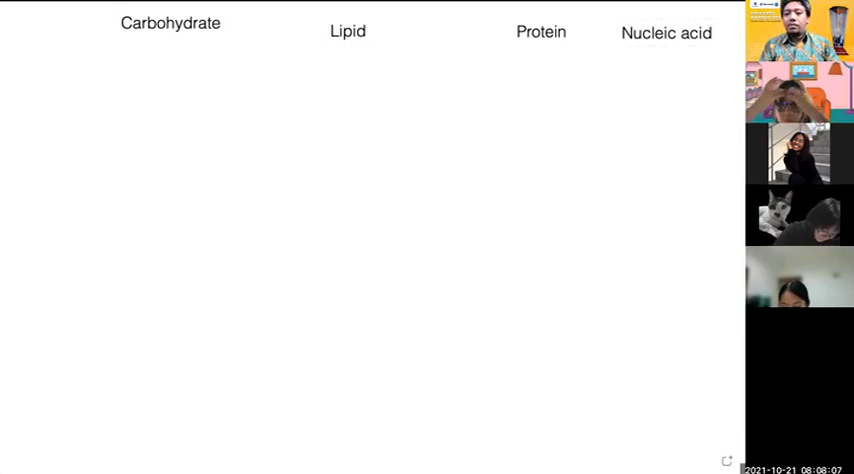 Carbohydrate
Lipid
Protein
Nucleic acid
2021-10-21 08:08:07